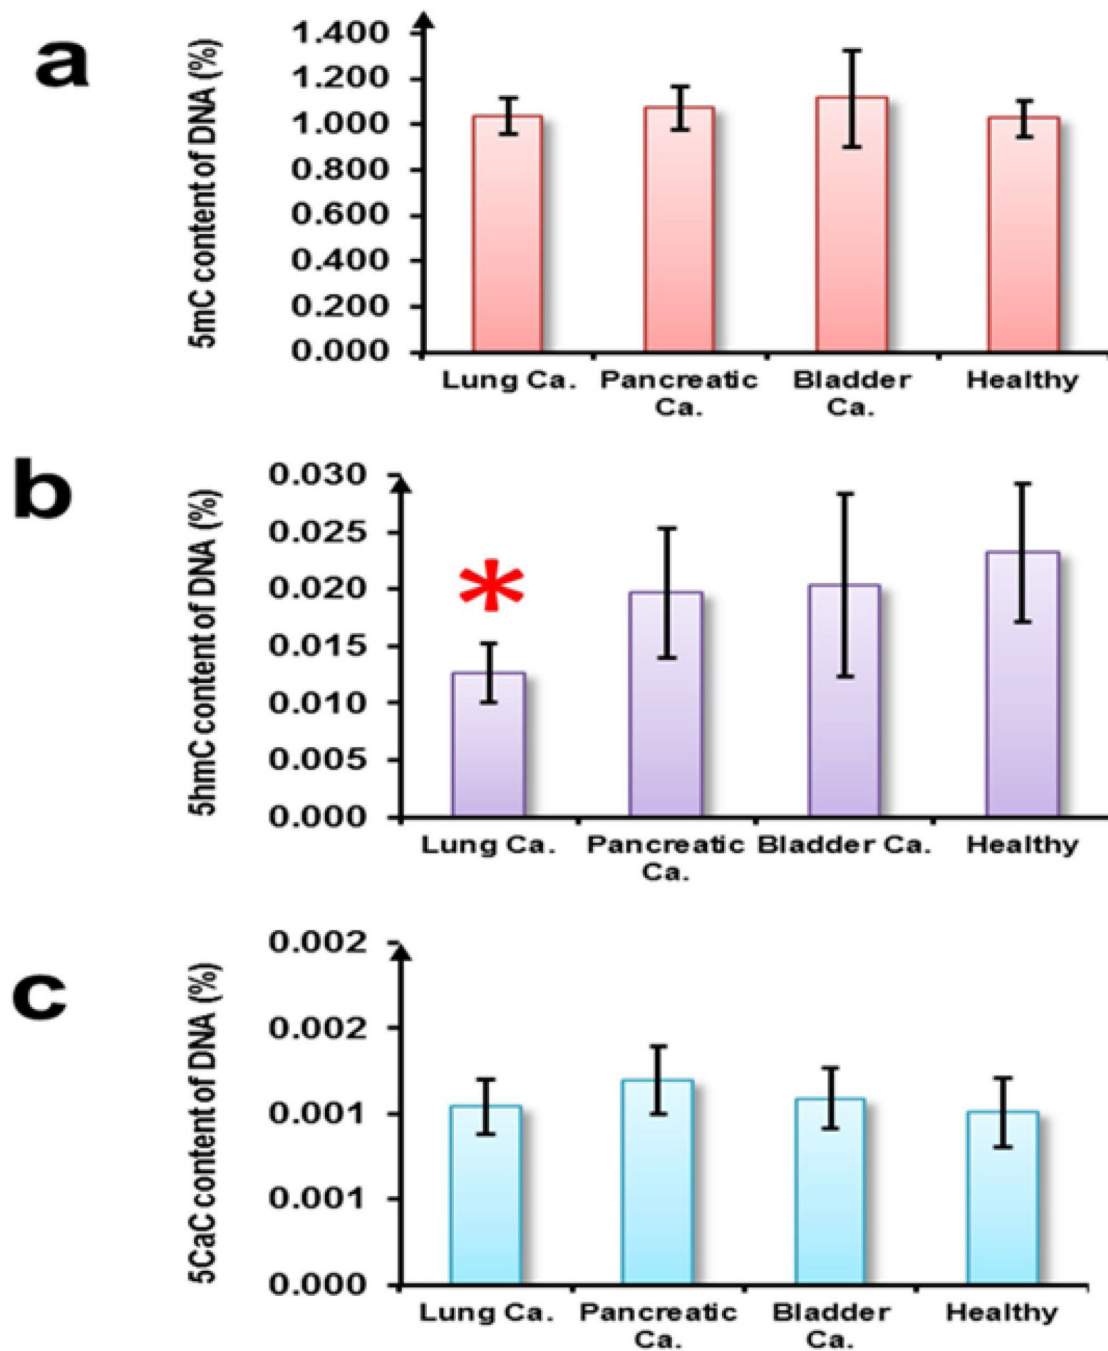 a
5mC content of DNA (%)
1.400
1.200
1.000
0.800
0.600
0.400
0.200
0.000
Lung Ca.
Pancreatic
Ca.
Bladder
Ca.
Healthy
b
5hmC content of DNA (%)
0.030
0.025
0.020
0.015
0.010
0.005
0.000
*
Lung Ca.
Pancreatic
Ca.
Bladder Ca.
Healthy
c
5CaC content of DNA (%)
0.002
0.002
0.001
0.001
0.000
Lung Ca.
Pancreatic
Ca.
Bladder
Ca.
Healthy